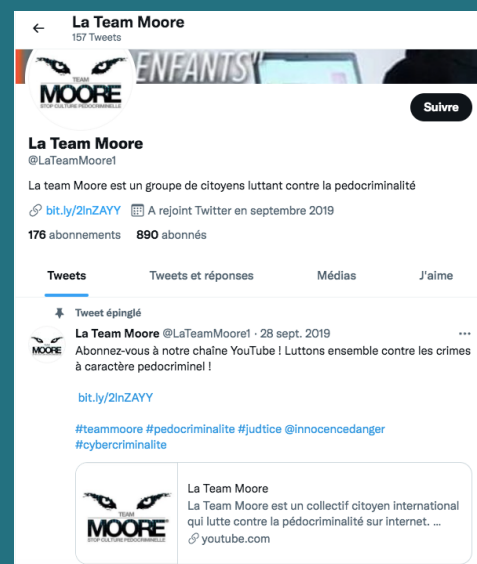 La Team Moore
157 Tweets
ENFANTS"
TEAM
MOORE
STOP CULTURE PÉDOCRIMINELLE
Suivre
La Team Moore
@LaTeamMoore1
La team Moore est un groupe de citoyens luttant contre la pedocriminalité
bit.ly/2lnZAYY A rejoint Twitter en septembre 2019
176 abonnements 890 abonnés
Tweets Tweets et réponses Médias J'aime
Tweet épinglé
La Team Moore @LaTeamMoore1 · 28 sept. 2019 ...
MOORE
Abonnez-vous à notre chaîne YouTube ! Luttons ensemble contre les crimes
à caractère pedocriminel !
bit.ly/2lnZAYY
#teammoore #pedocriminalite #judtice @innocencedanger
#cybercriminalite
TEAM
MOORE
STOP CULTURE PÉDOCRIMINELLE
La Team Moore
La Team Moore est un collectif citoyen international
qui lutte contre la pédocriminalité sur internet. ...
youtube.com